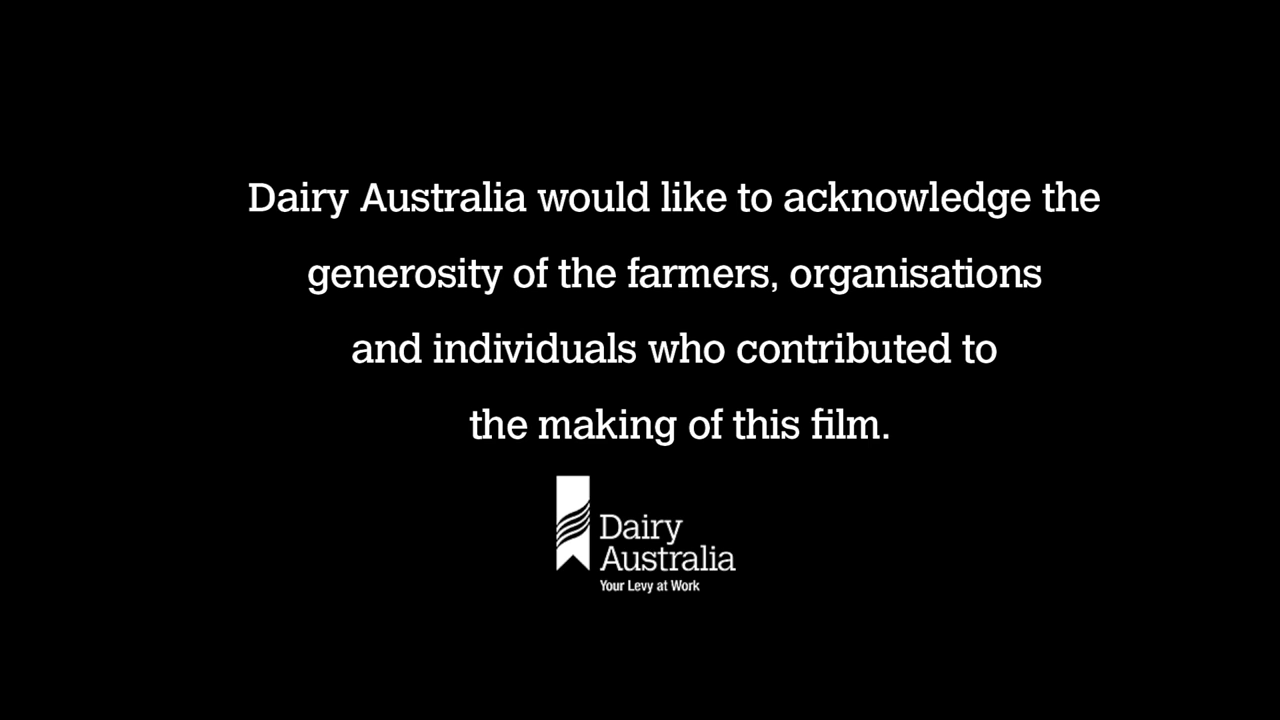 Dairy Australia would like to acknowledge the
generosity of the farmers, organisations
and individuals who contributed to
the making of this film.
Dairy
Australia
Your Levy at Work